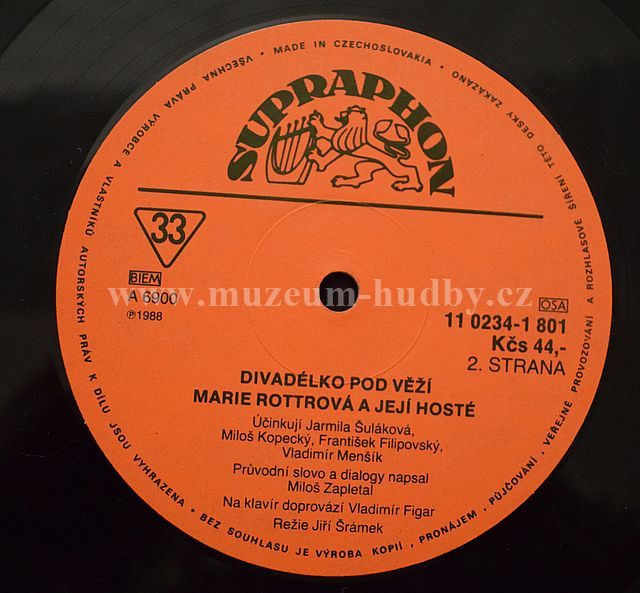 VŠECHNA PRÁVA VÝROBCE A VLASTNÍKŮ AUTORSKÝCH PRÁV K DÍLU JSOU VYHRAZENA • BEZ SOUHLASU JE VÝROBA KOPIÍ, PRONÁJEM, PŮJČOVÁNÍ, VEŘEJNÉ PROVOZOVÁNÍ A ROZHLASOVÉ ŠÍŘENÍ TÉTO DESKY ZAKÁZÁNO • MADE IN CZECHOSLOVAKIA •
SUPRAPHON
33
BIEM
A 6900
℗1988
www.muzeum-hudby.cz
OSA
11 0234-1 801
Kčs 44,-
2. STRANA
DIVADÉLKO POD VĚŽÍ
MARIE ROTTROVÁ A JEJÍ HOSTÉ
Účinkují Jarmila Šuláková,
Miloš Kopecký, František Filipovský,
Vladimír Menšík
Průvodní slovo a dialogy napsal
Miloš Zapletal
Na klavír doprovází Vladimír Figar
Režie Jiří Šrámek